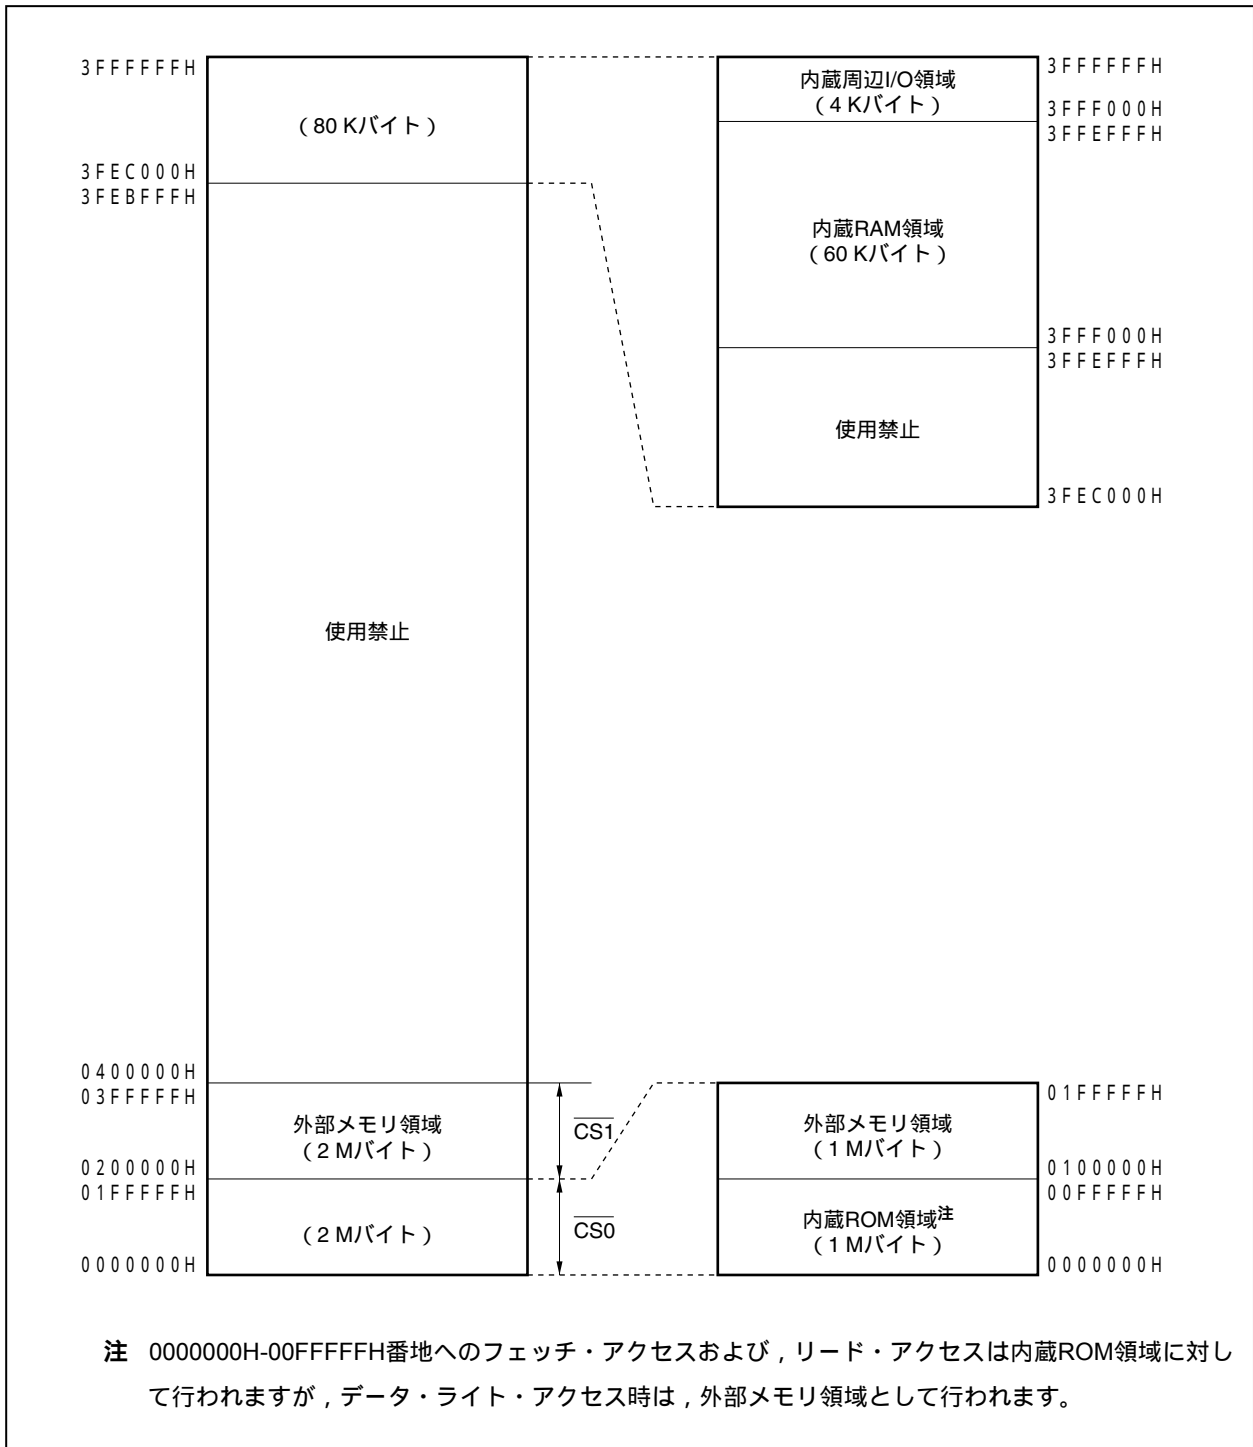 3FFFFFFH
(80 Kバイト)
3FEC000H
3FEBFFFH
使用禁止
0400000H
03FFFFFH
外部メモリ領域
(2 Mバイト)
0200000H
01FFFFFH
(2 Mバイト)
0000000H
CS1
CS0
内蔵周辺I/O領域
(4 Kバイト)
3FFFFFFH
3FFF000H
3FFEFFFH
内蔵RAM領域
(60 Kバイト)
3FFF000H
3FFEFFFH
使用禁止
3FEC000H
01FFFFFH
外部メモリ領域
(1 Mバイト)
0100000H
00FFFFFH
内蔵ROM領域注
(1 Mバイト)
0000000H
注 0000000H-00FFFFFH番地へのフェッチ・アクセスおよび,リード・アクセスは内蔵ROM領域に対し
て行われますが,データ・ライト・アクセス時は,外部メモリ領域として行われます。